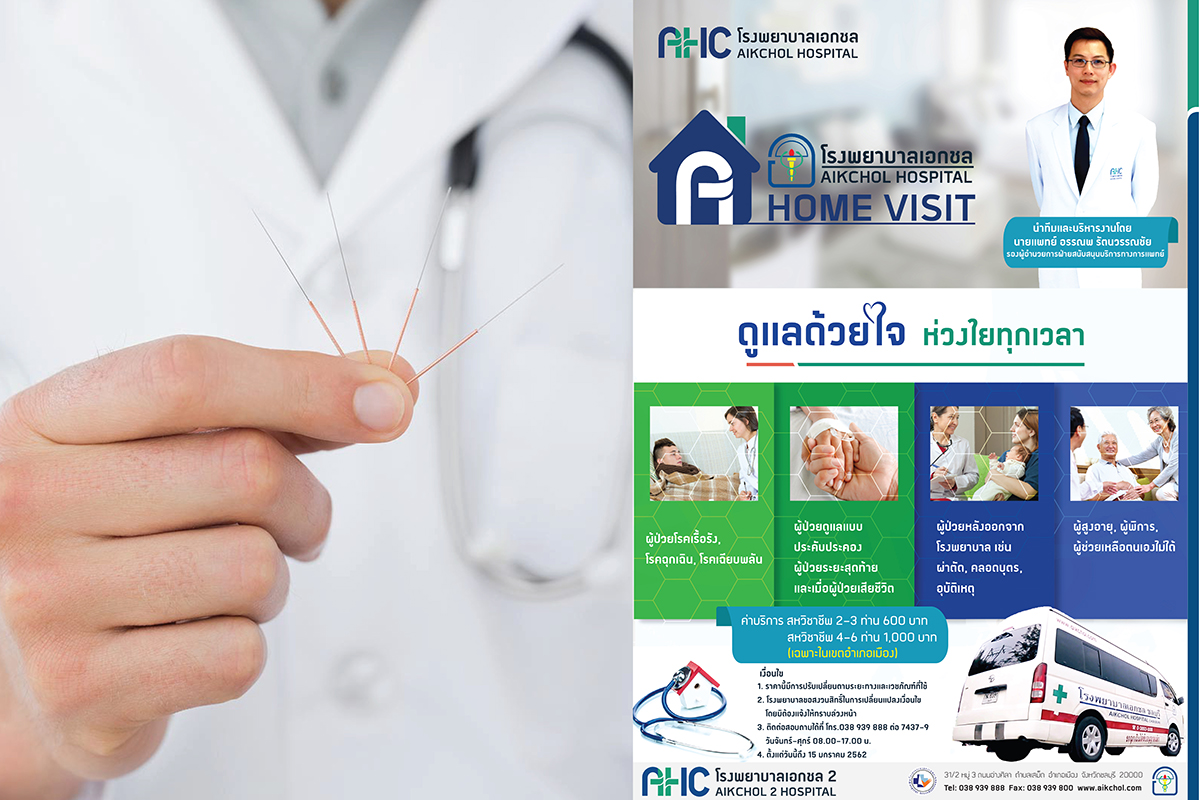 AHC โรงพยาบาลเอกชล
AIKCHOL HOSPITAL
โรงพยาบาลเอกชล
AIKCHOL HOSPITAL
HOME VISIT
AHC
นำทีมและบริหารงานโดย
นายแพทย์ อรรณพ รัตนวรรณชัย
รองผู้อำนวยการฝ่ายสนับสนุนบริการทางการแพทย์
ดูแลด้วยใจ ห่วงใยทุกเวลา
ผู้ป่วยโรคเรื้อรัง,
โรคฉุกเฉิน, โรคเฉียบพลัน
ผู้ป่วยดูแลแบบ
ประคับประคอง
ผู้ป่วยระยะสุดท้าย
และเมื่อผู้ป่วยเสียชีวิต
ผู้ป่วยหลังออกจาก
โรงพยาบาล เช่น
ผ่าตัด, คลอดบุตร,
อุบัติเหตุ
ผู้สูงอายุ, ผู้พิการ,
ผู้ช่วยเหลือตนเองไม่ได้
ค่าบริการ สหวิชาชีพ 2-3 ท่าน 600 บาท
สหวิชาชีพ 4-6 ท่าน 1,000 บาท
(เฉพาะในเขตอำเภอเมือง)
เงื่อนไข
1. ราคานี้มีการปรับเปลี่ยนตามระยะทางและเวชภัณฑ์ที่ใช้
2. โรงพยาบาลขอสงวนสิทธิ์ในการเปลี่ยนแปลงเงื่อนไข
โดยมิต้องแจ้งให้ทราบล่วงหน้า
3. ติดต่อสอบถามได้ที่ โทร.038 939 888 ต่อ 7437-9
วันจันทร์-ศุกร์ 08.00-17.00 น.
4. ตั้งแต่วันนี้ถึง 15 มกราคม 2562
โรงพยาบาลเอกชล ชลบุรี
AIKCHOL HOSPITAL
AHC โรงพยาบาลเอกชล 2
AIKCHOL 2 HOSPITAL
31/2 หมู่ 3 ถนนอ่างศิลา ตำบลเสม็ด อำเภอเมือง จังหวัดชลบุรี 20000
Tel: 038 939 888 Fax: 038 939 800 www.aikchol.com